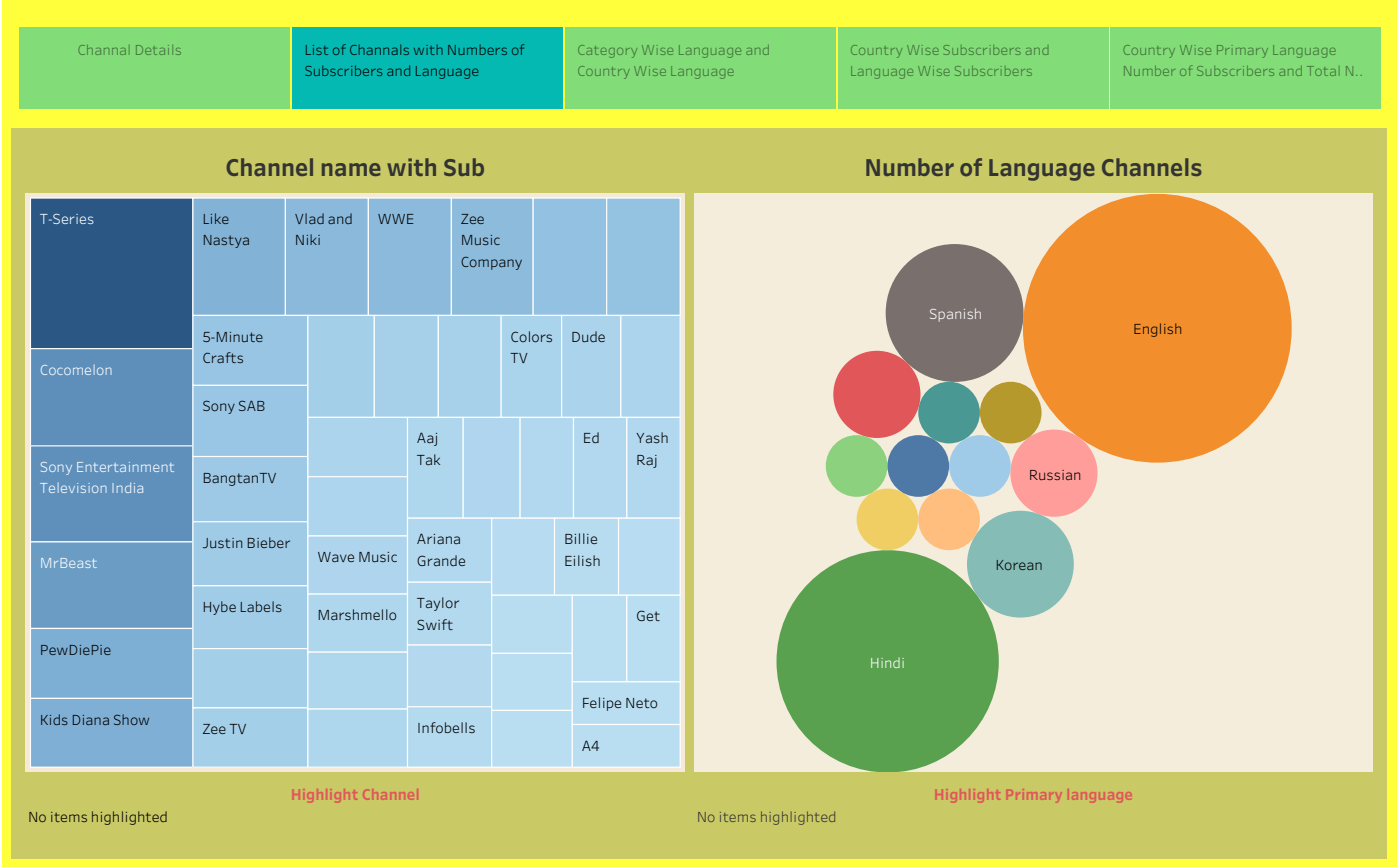 Channal Details
List of Channals with Numbers of
Subscribers and Language
Category Wise Language and
Country Wise Language
Country Wise Subscribers and
Language Wise Subscribers
Country Wise Primary Language
Number of Subscribers and Total N..
Channel name with Sub
T-Series
Cocomelon
Sony Entertainment
Television India
MrBeast
PewDiePie
Kids Diana Show
Like
Nastya
Vlad and
Niki
WWE
Zee
Music
Company
5-Minute
Crafts
Sony SAB
BangtanTV
Justin Bieber
Hybe Labels
Zee TV
Colors
TV
Dude
Wave Music
Marshmello
Aaj
Tak
Ed
Yash
Raj
Ariana
Grande
Billie
Eilish
Taylor
Swift
Infobells
Get
Felipe Neto
A4
Highlight Channel
No items highlighted
Number of Language Channels
English
Spanish
Russian
Korean
Hindi
Highlight Primary language
No items highlighted